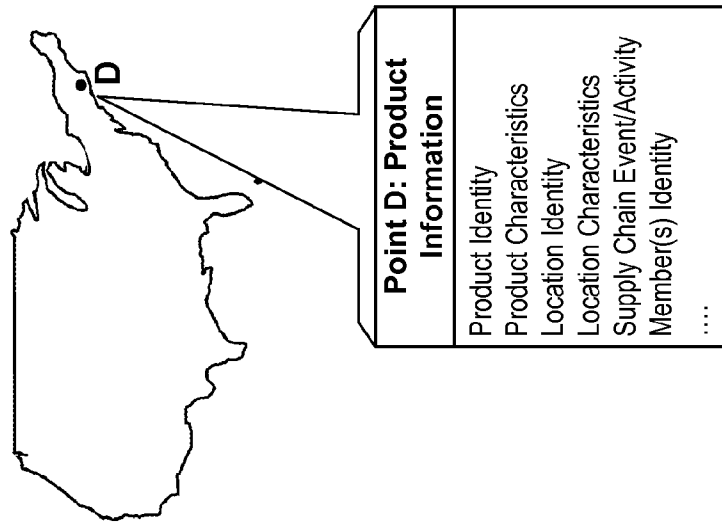 D
Point D: Product
Information
Product Identity
Product Characteristics
Location Identity
Location Characteristics
Supply Chain Event/Activity
Member(s) Identity
....